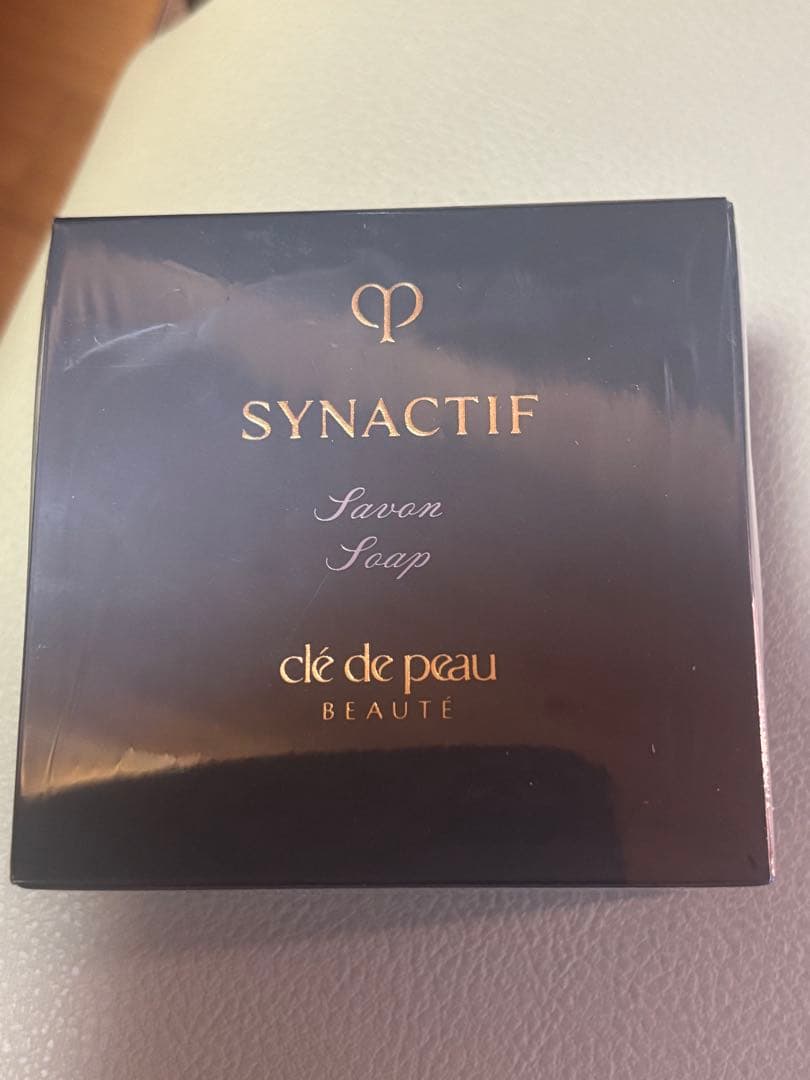 SYNACTIF
Savon
Soap
clé de peau
BEAUTÉ